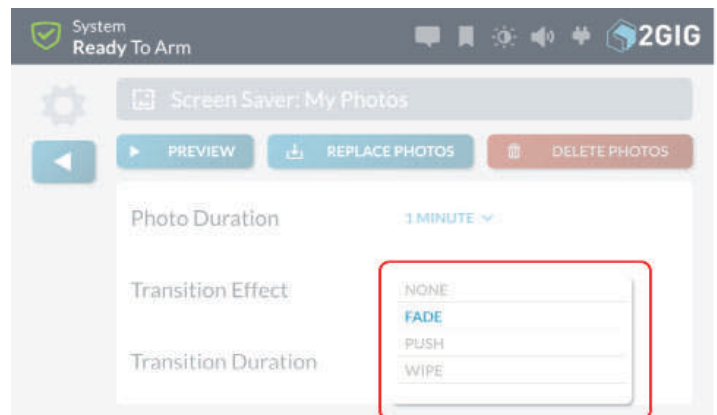 System
Ready To Arm
2GIG
Screen Saver: My Photos
PREVIEW
REPLACE PHOTOS
DELETE PHOTOS
Photo Duration
1 MINUTE
Transition Effect
NONE
FADE
PUSH
WIPE
Transition Duration